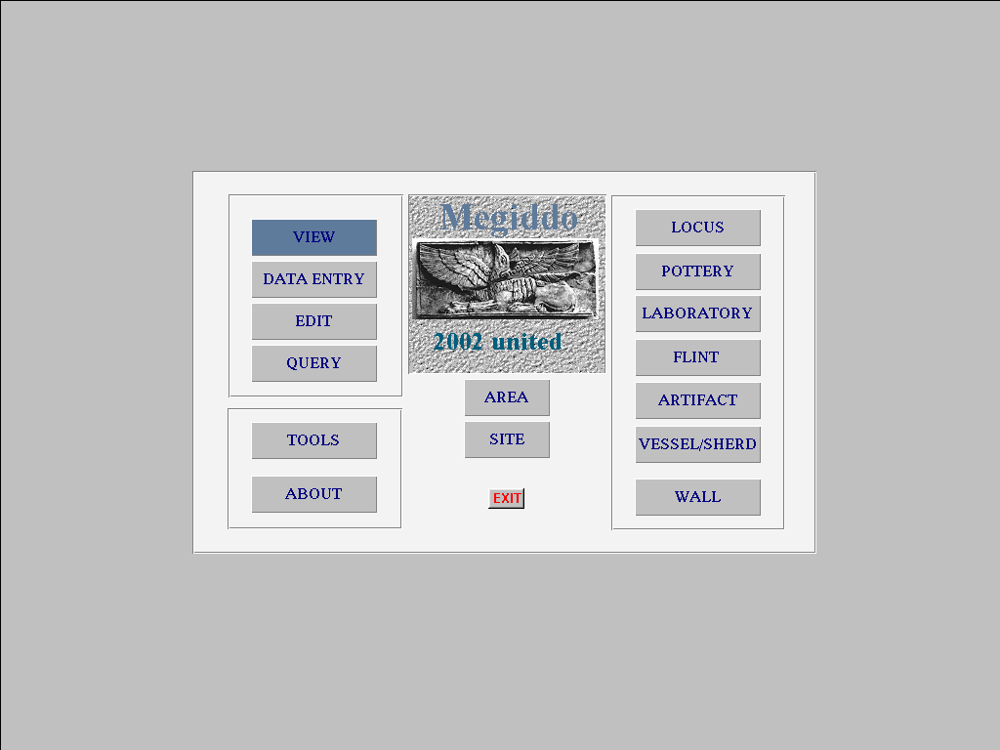 VIEW
DATA ENTRY
EDIT
QUERY
TOOLS
ABOUT
Megiddo
2002 united
AREA
SITE
EXIT
LOCUS
POTTERY
LABORATORY
FLINT
ARTIFACT
VESSEL/SHERD
WALL